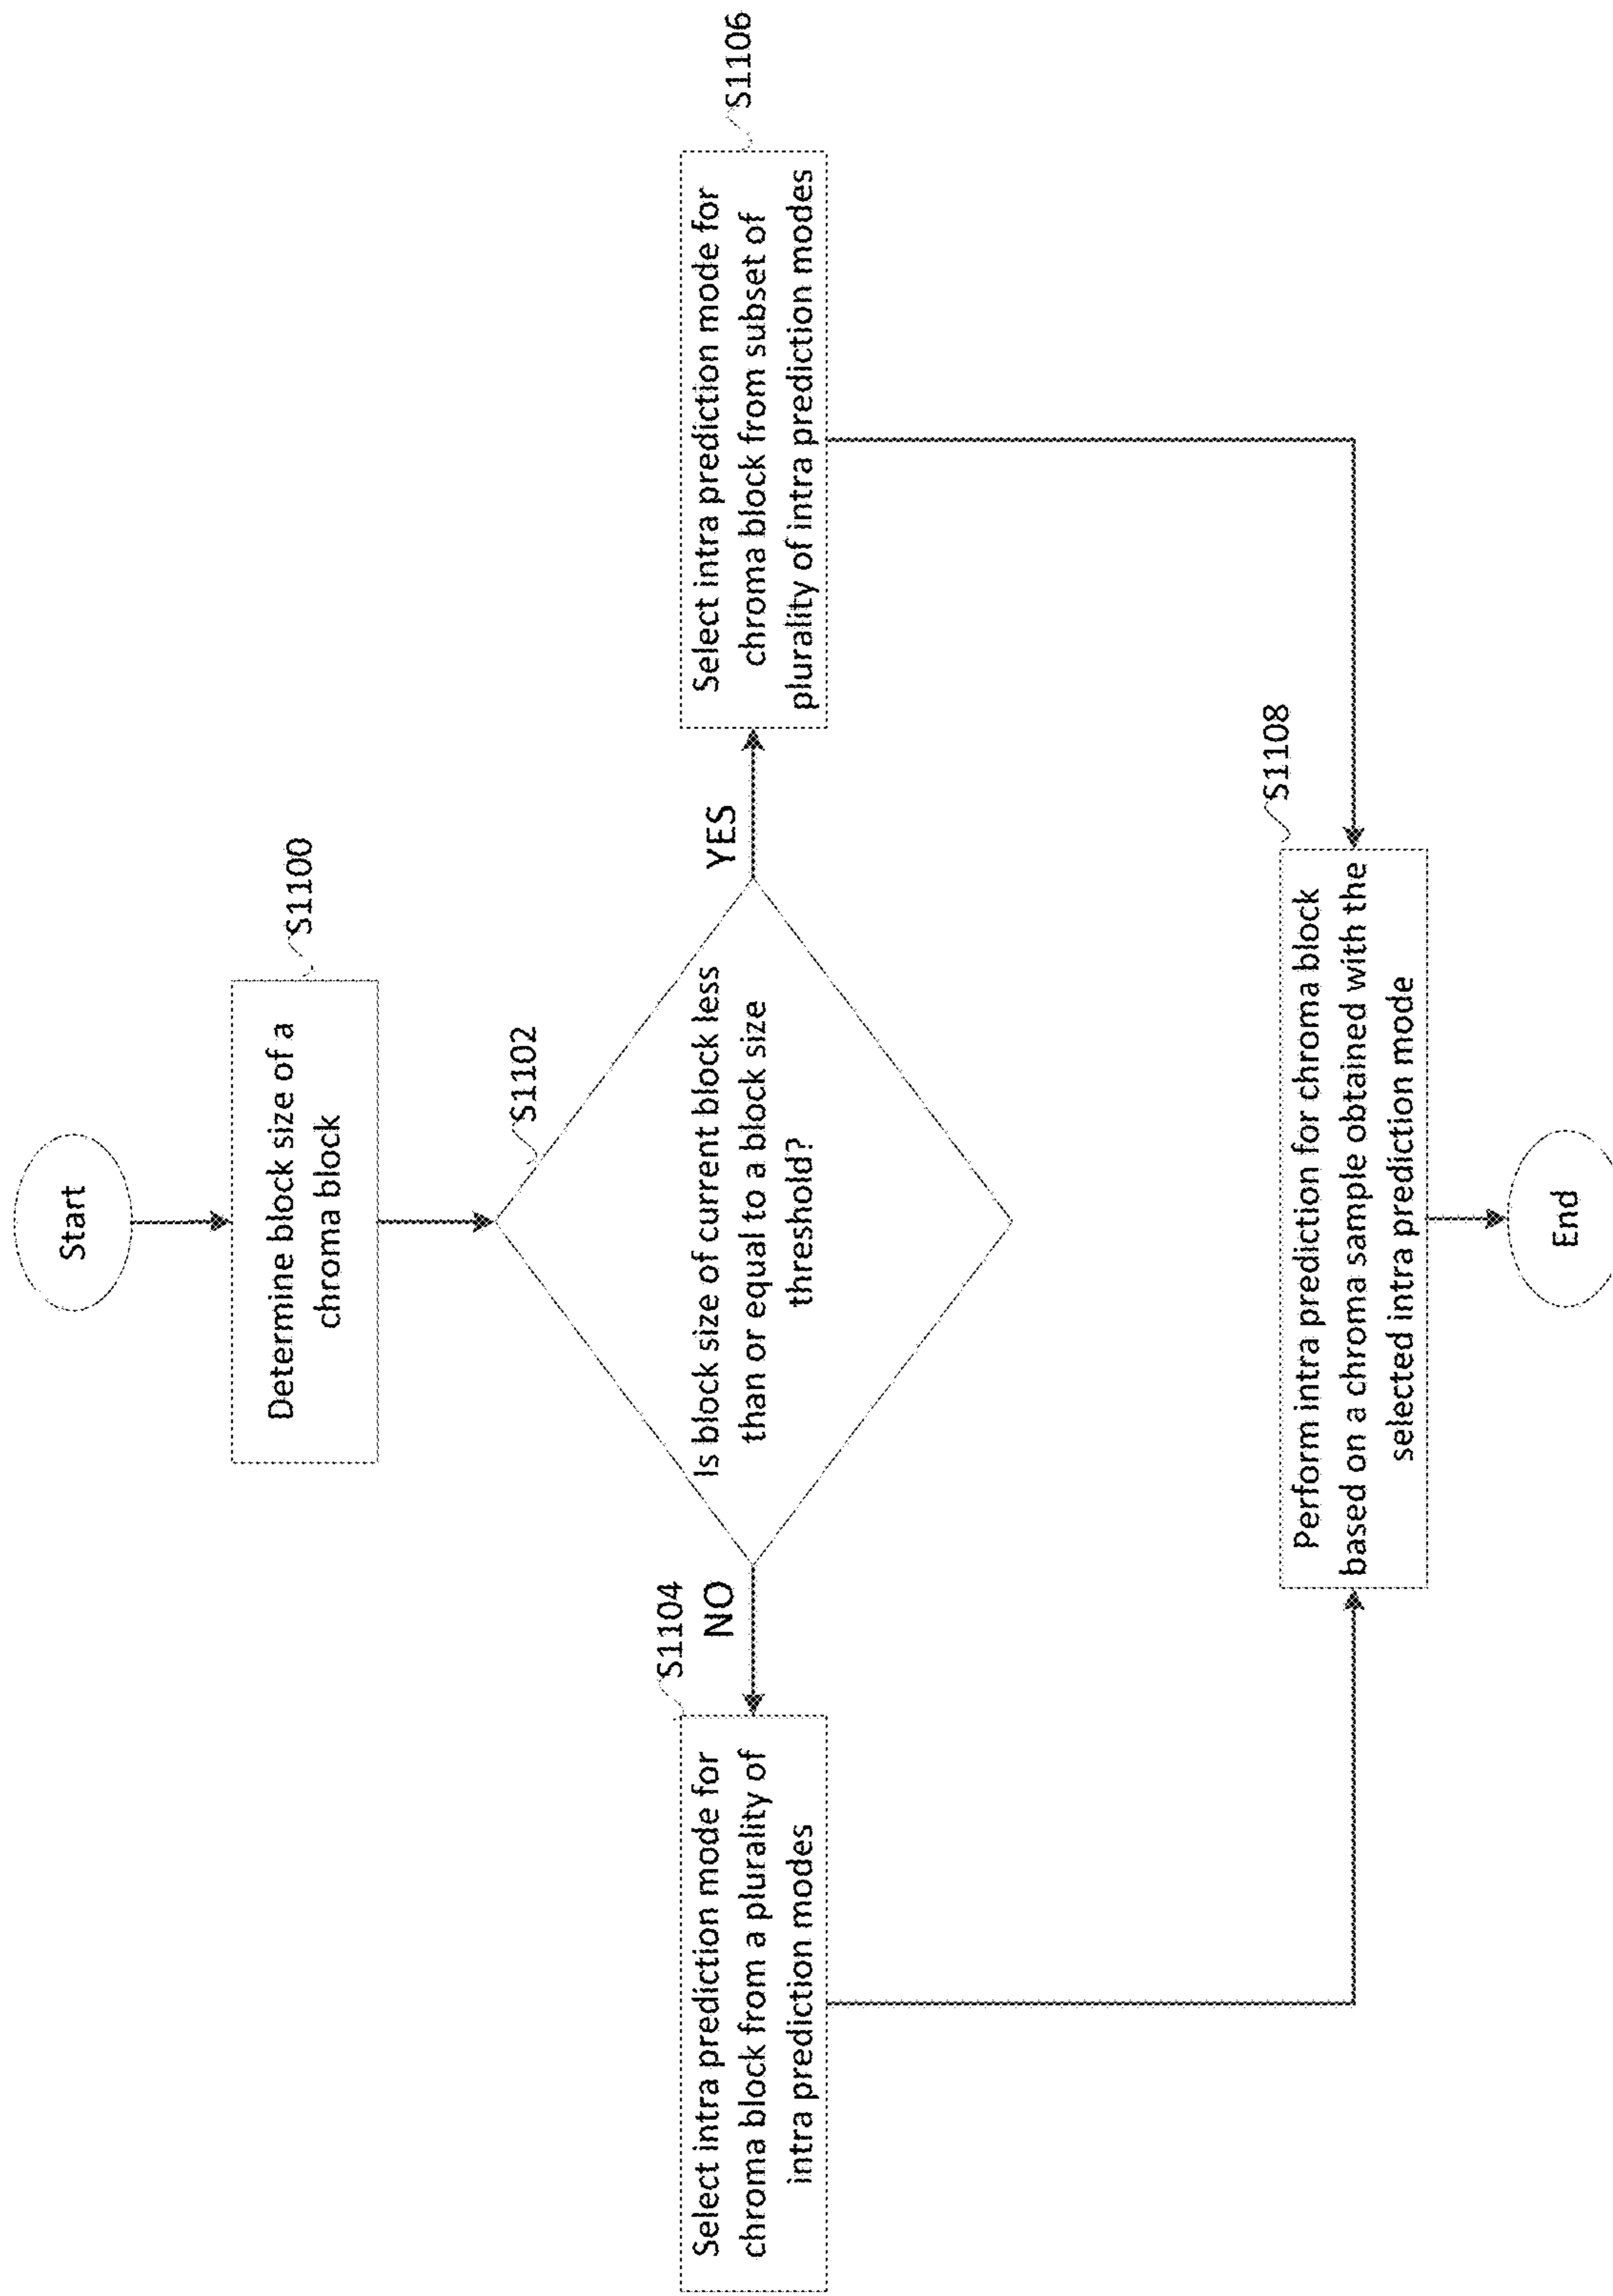 Start
S1100
Determine block size of a
chroma block
S1102
Is block size of current block less
than or equal to a block size
threshold?
NO
YES
S1104
Select intra prediction mode for
chroma block from a plurality of
intra prediction modes
S1106
Select intra prediction mode for
chroma block from subset of
plurality of intra prediction modes
S1108
Perform intra prediction for chroma block
based on a chroma sample obtained with the
selected intra prediction mode
End